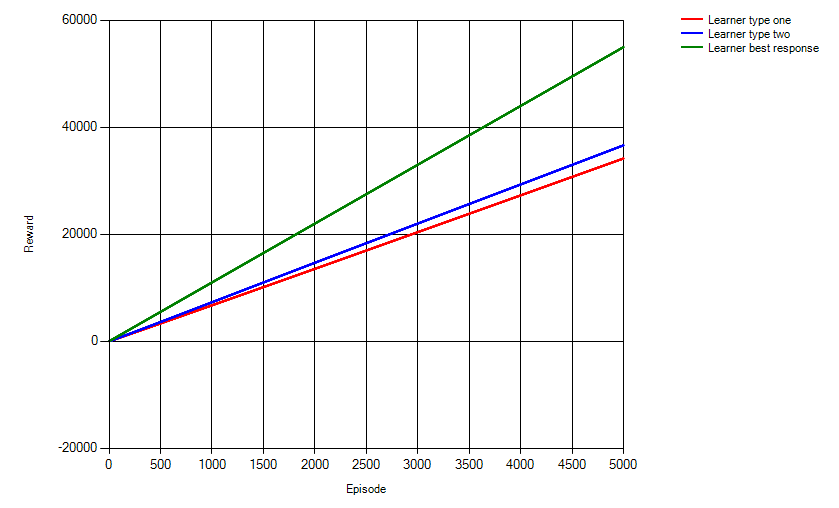 60000
40000
20000
0
-20000
Reward
0 500 1000 1500 2000 2500 3000 3500 4000 4500 5000
Episode
Learner type one
Learner type two
Learner best response